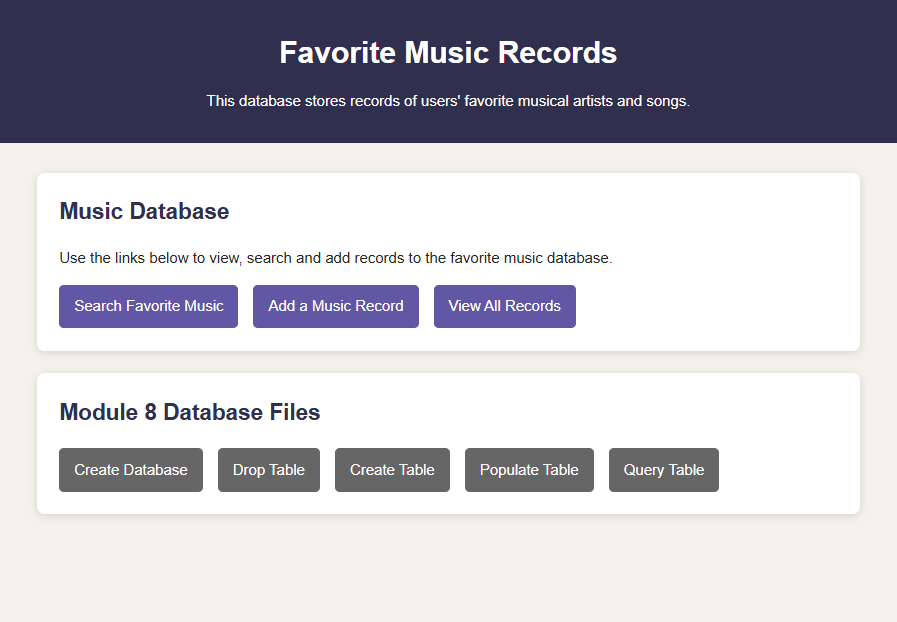 Favorite Music Records
This database stores records of users' favorite musical artists and songs.
Music Database
Use the links below to view, search and add records to the favorite music database.
Search Favorite Music
Add a Music Record
View All Records
Module 8 Database Files
Create Database
Drop Table
Create Table
Populate Table
Query Table